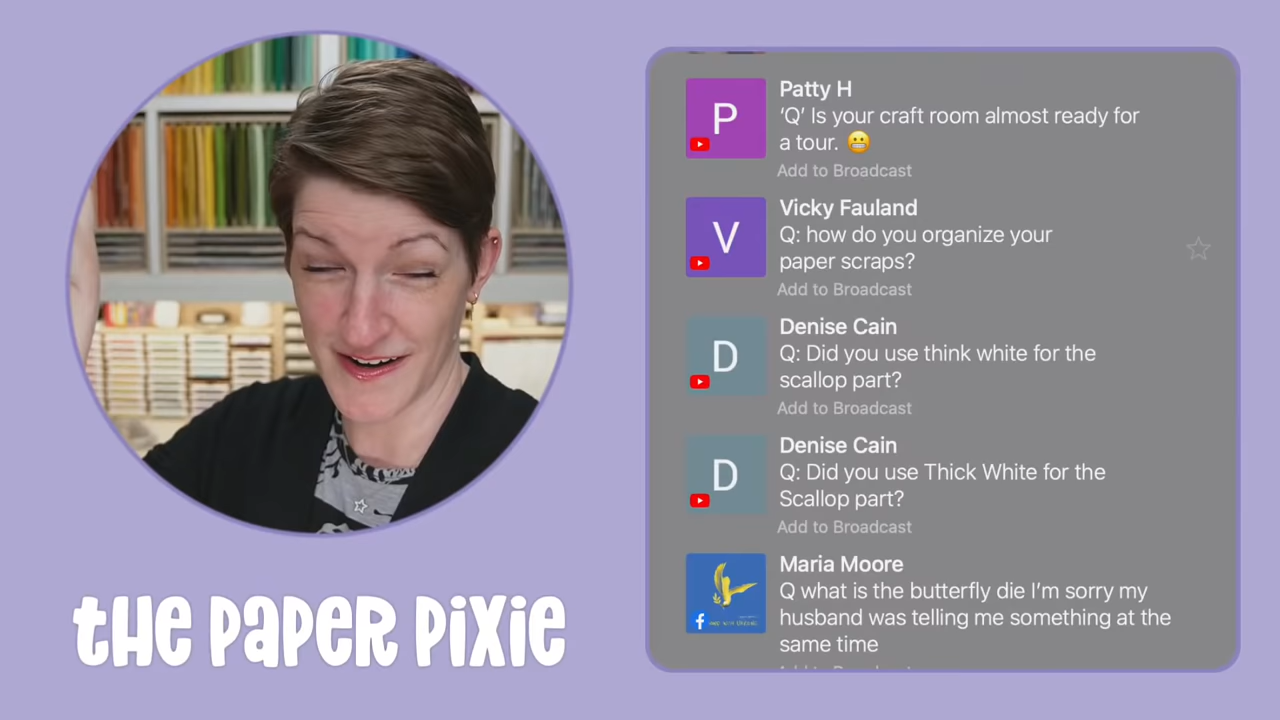 Patty H
‘Q’ Is your craft room almost ready for
a tour. 😬
Add to Broadcast
Vicky Fauland
Q: how do you organize your
paper scraps?
Add to Broadcast
Denise Cain
Q: Did you use think white for the
scallop part?
Add to Broadcast
Denise Cain
Q: Did you use Thick White for the
Scallop part?
Add to Broadcast
Maria Moore
Q what is the butterfly die I’m sorry my
husband was telling me something at the
same time
P
V
D
D
the paper pixie